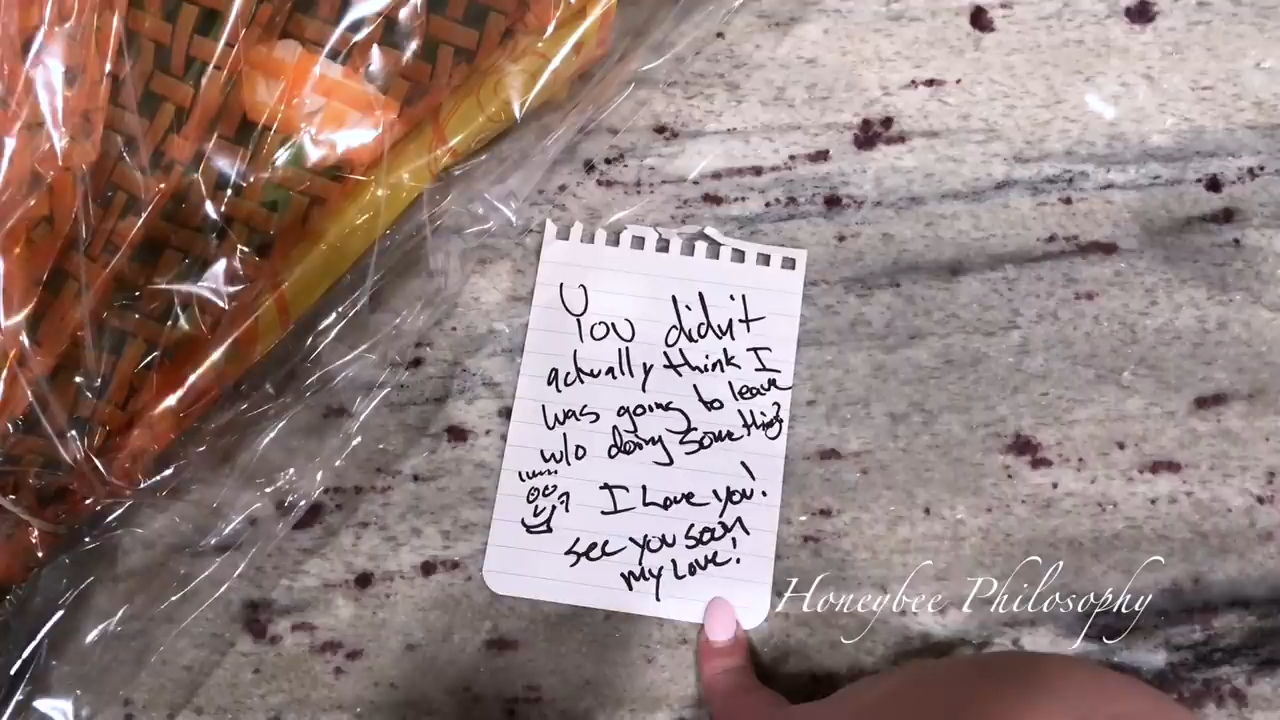 You didn't
actually think I
was going to leave
w/o doing something
I Love you!
see you soon
my Love!
Honeybee Philosophy